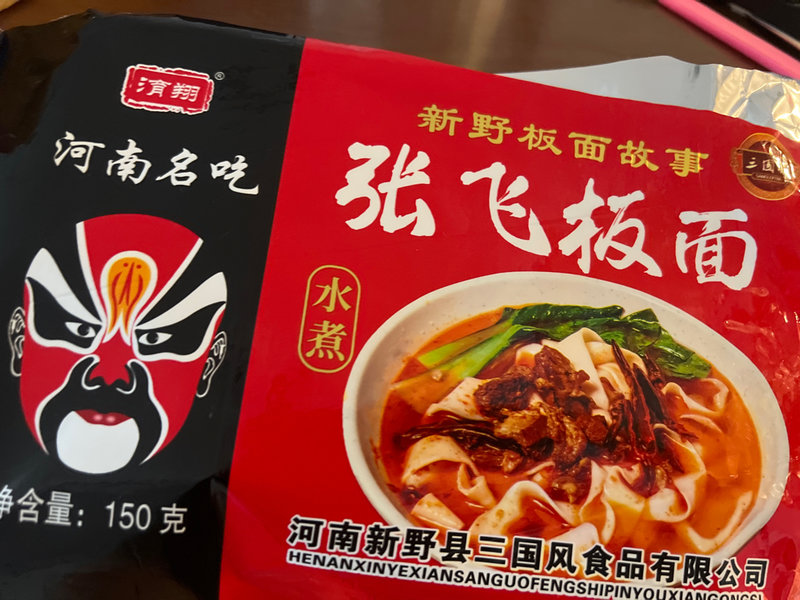 淯翔
®
河南名吃
净含量：150克
新野板面故事
张飞板面
水煮
三国
河南新野县三国风食品有限公司
HENANXINYEXIANSANGUOFENGSHIPINYOUXIANGONGSI